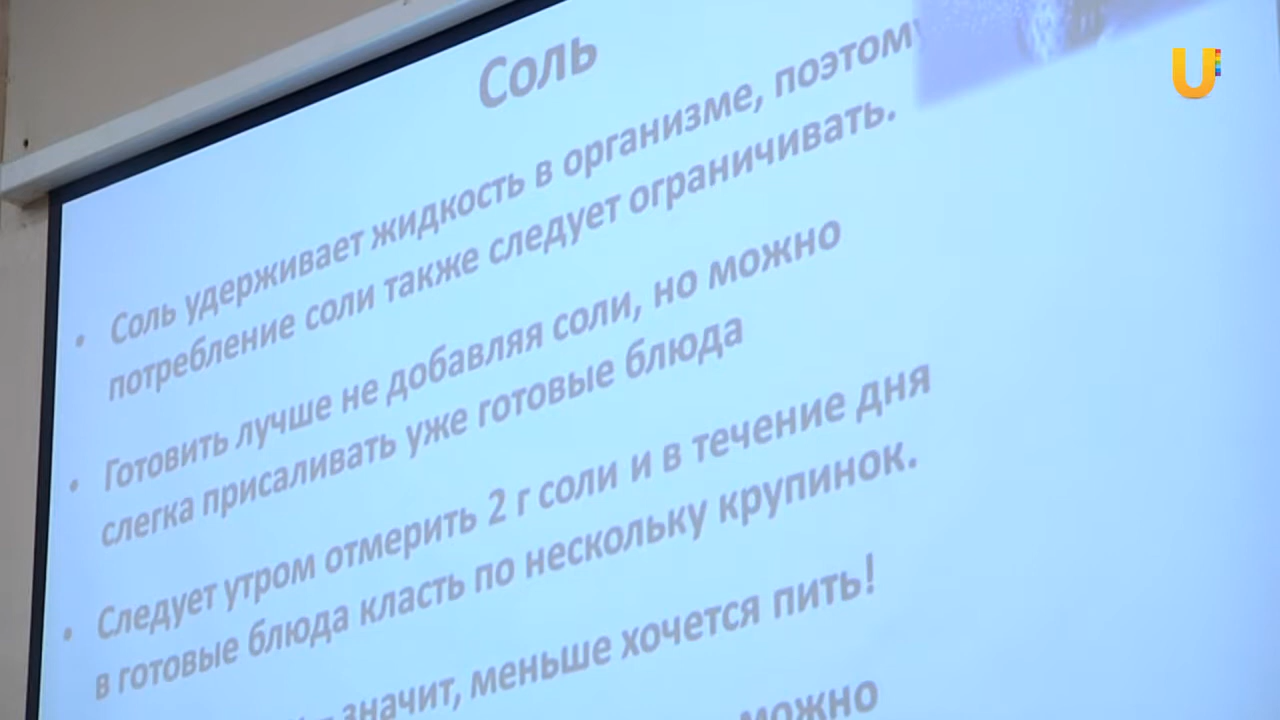 Соль
Соль удерживает жидкость в организме, поэтому
потребление соли также следует ограничивать.
Готовить лучше не добавляя соли, но можно
слегка присаливать уже готовые блюда
Следует утром отмерить 2 г соли и в течение дня
в готовые блюда класть по нескольку крупинок.
значит, меньше хочется пить!
можно
U